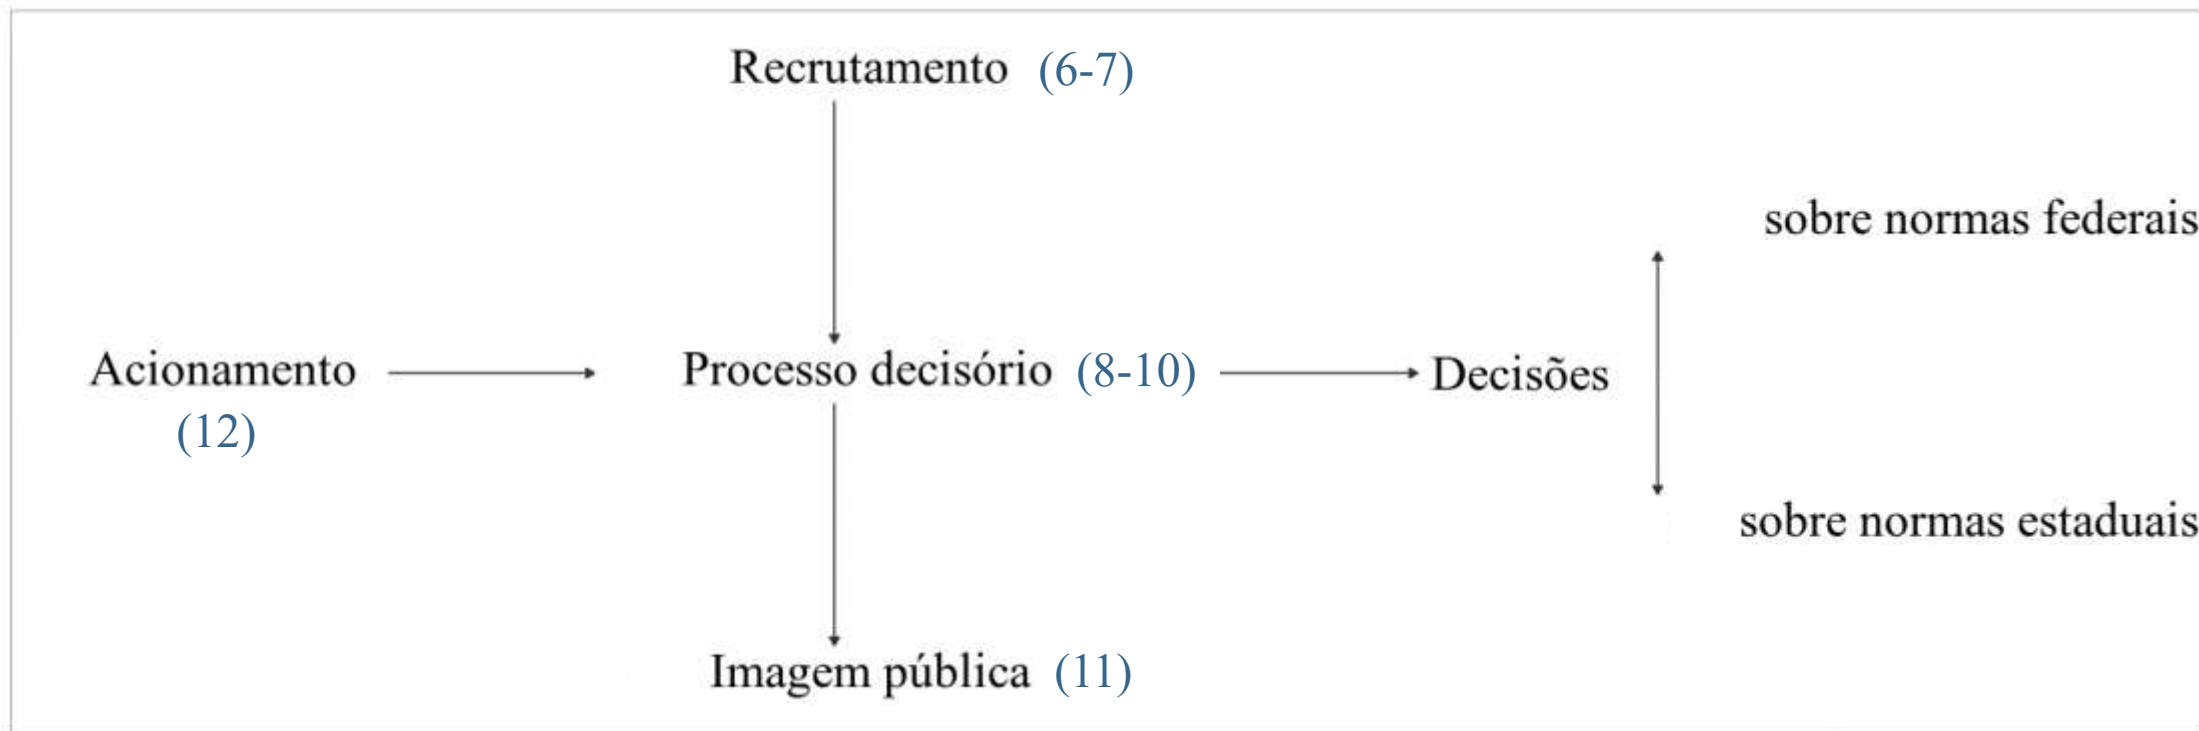 Recrutamento (6-7)
sobre normas federais
Acionamento
Processo decisório (8-10)
Decisões
(12)
sobre normas estaduais
Imagem pública (11)